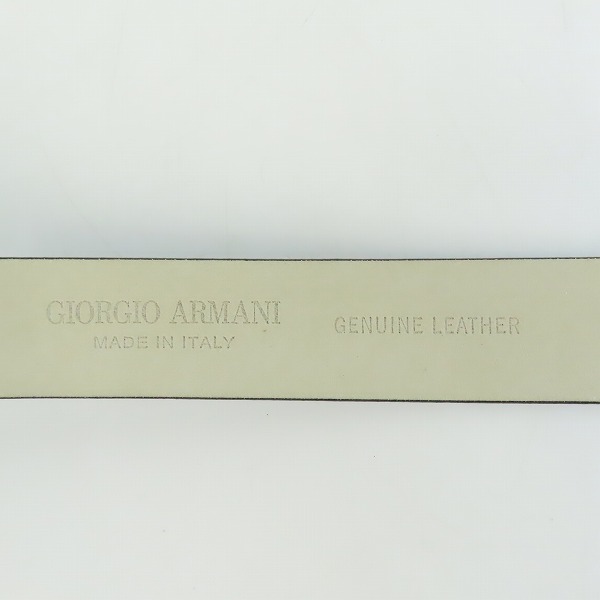 GIORGIO ARMANI
MADE IN ITALY
GENUINE LEATHER